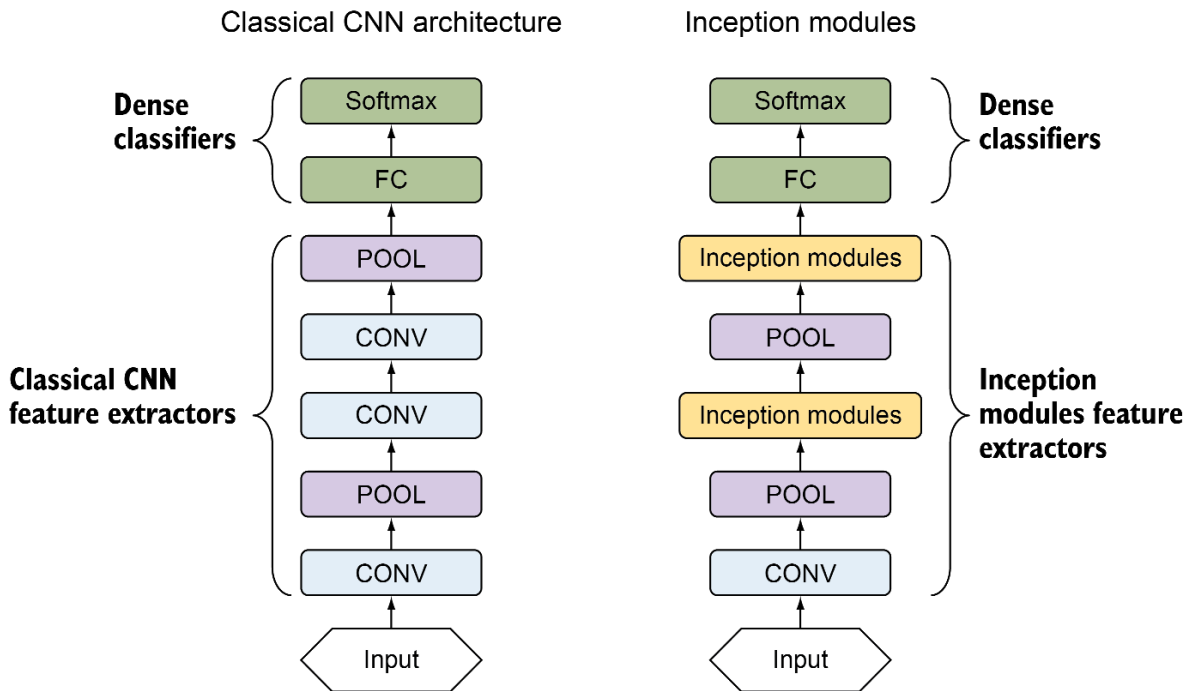 Classical CNN architecture
Dense
classifiers
Softmax
FC
Classical CNN
feature extractors
POOL
CONV
CONV
POOL
CONV
Input
Inception modules
Softmax
FC
Dense
classifiers
Inception modules
POOL
Inception modules
POOL
CONV
Inception
modules feature
extractors
Input